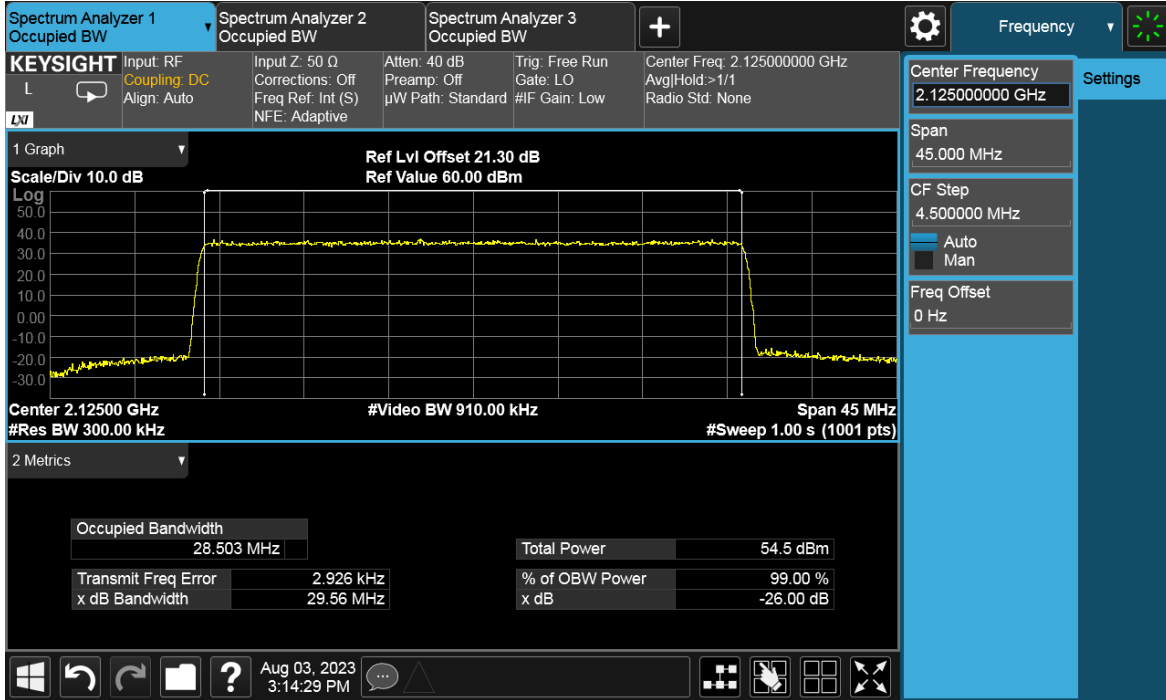 Spectrum Analyzer 1
Occupied BW
Spectrum Analyzer 2
Occupied BW
Spectrum Analyzer 3
Occupied BW
Frequency
KEYSIGHT
L
LXI
Input: RF
Coupling: DC
Align: Auto
Input Z: 50 Ω
Corrections: Off
Freq Ref: Int (S)
NFE: Adaptive
Atten: 40 dB
Preamp: Off
µW Path: Standard
Trig: Free Run
Gate: LO
#IF Gain: Low
Center Freq: 2.125000000 GHz
Avg|Hold:>1/1
Radio Std: None
Center Frequency
2.125000000 GHz
Settings
Span
45.000 MHz
CF Step
4.500000 MHz
Auto
Man
Freq Offset
0 Hz
1 Graph
Scale/Div 10.0 dB
Ref Lvl Offset 21.30 dB
Ref Value 60.00 dBm
Log
50.0
40.0
30.0
20.0
10.0
0.00
-10.0
-20.0
-30.0
Center 2.12500 GHz
#Video BW 910.00 kHz
Span 45 MHz
#Res BW 300.00 kHz
#Sweep 1.00 s (1001 pts)
2 Metrics
Occupied Bandwidth
28.503 MHz
Total Power 54.5 dBm
Transmit Freq Error 2.926 kHz
% of OBW Power 99.00 %
x dB Bandwidth 29.56 MHz
x dB -26.00 dB
?
Aug 03, 2023
3:14:29 PM